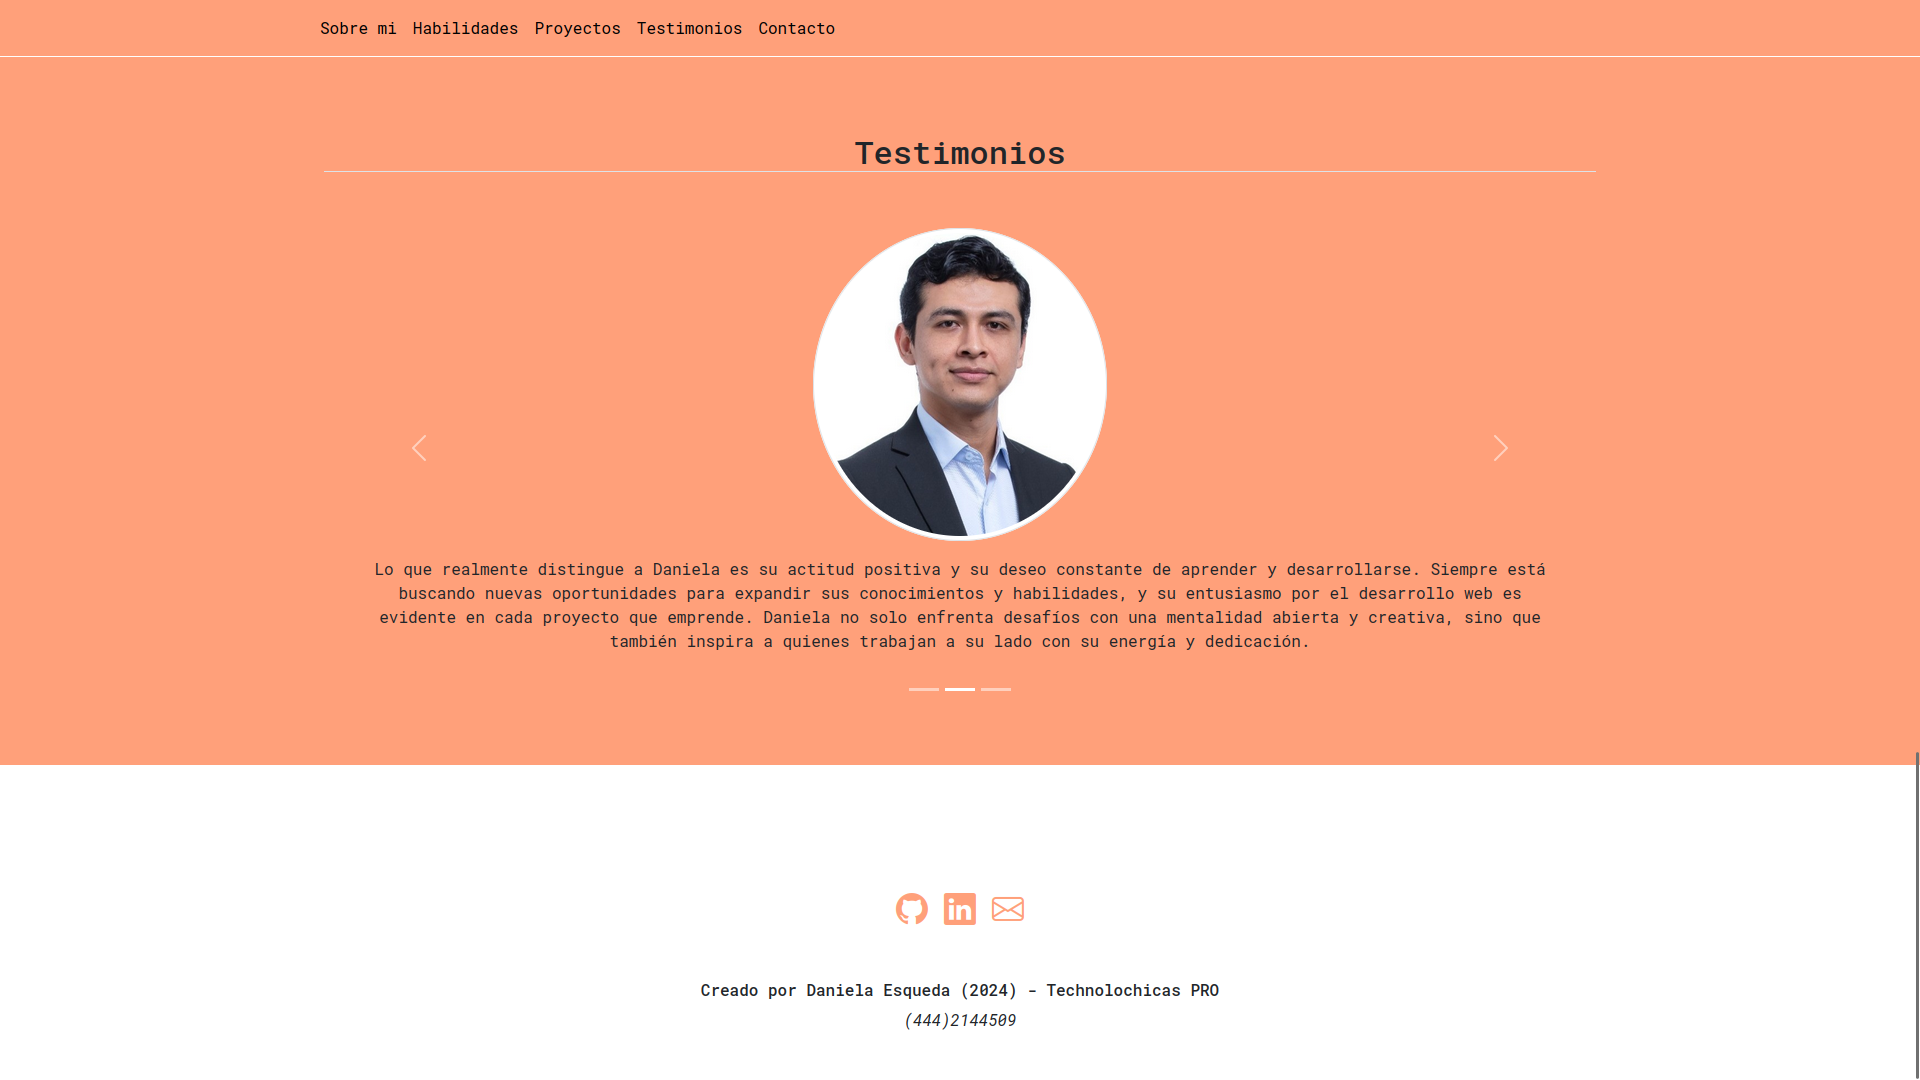 Sobre mi Habilidades Proyectos Testimonios Contacto
Testimonios
Lo que realmente distingue a Daniela es su actitud positiva y su deseo constante de aprender y desarrollarse. Siempre está
buscando nuevas oportunidades para expandir sus conocimientos y habilidades, y su entusiasmo por el desarrollo web es
evidente en cada proyecto que emprende. Daniela no solo enfrenta desafíos con una mentalidad abierta y creativa, sino que
también inspira a quienes trabajan a su lado con su energía y dedicación.
in
Creado por Daniela Esqueda (2024) - Technolochicas PRO
(444)2144509